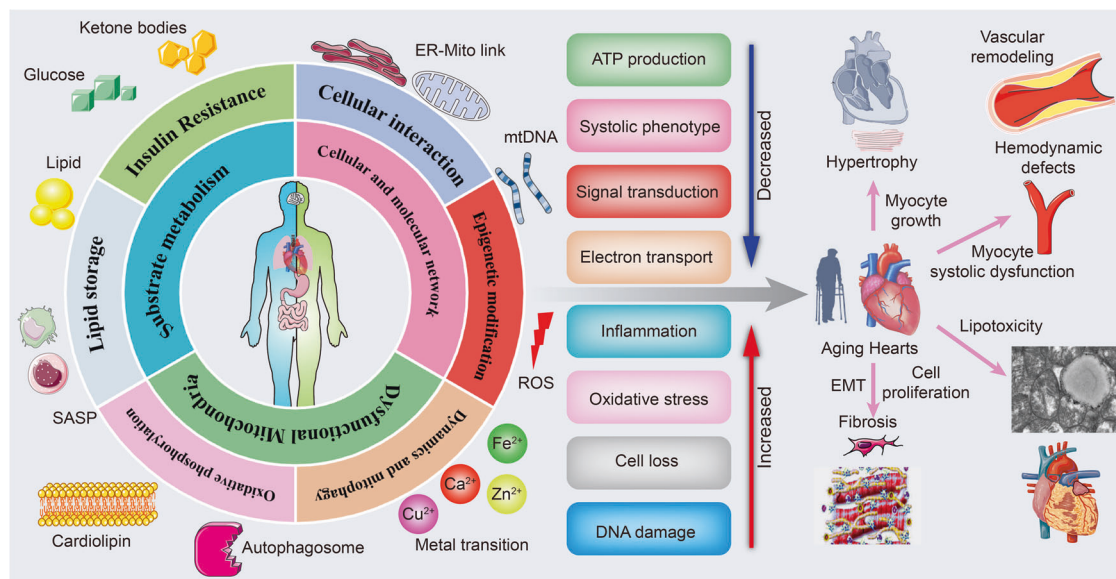 Ketone bodies
Glucose
Lipid
SASP
Cardiolipin
Autophagosome
ER-Mito link
mtDNA
ROS
Fe2+
Ca2+
Zn2+
Cu2+
Metal transition
Insulin Resistance
Cellular interaction
Epigenetic modification
Dynamics and mitophagy
Oxidative phosphorylation
Lipid storage
Substrate metabolism
Cellular and molecular network
Dysfunctional Mitochondria
ATP production
Systolic phenotype
Signal transduction
Electron transport
Decreased
Inflammation
Oxidative stress
Cell loss
DNA damage
Increased
Hypertrophy
Myocyte
growth
Vascular
remodeling
Hemodynamic
defects
Myocyte
systolic dysfunction
Aging Hearts
Lipotoxicity
EMT
Cell
proliferation
Fibrosis